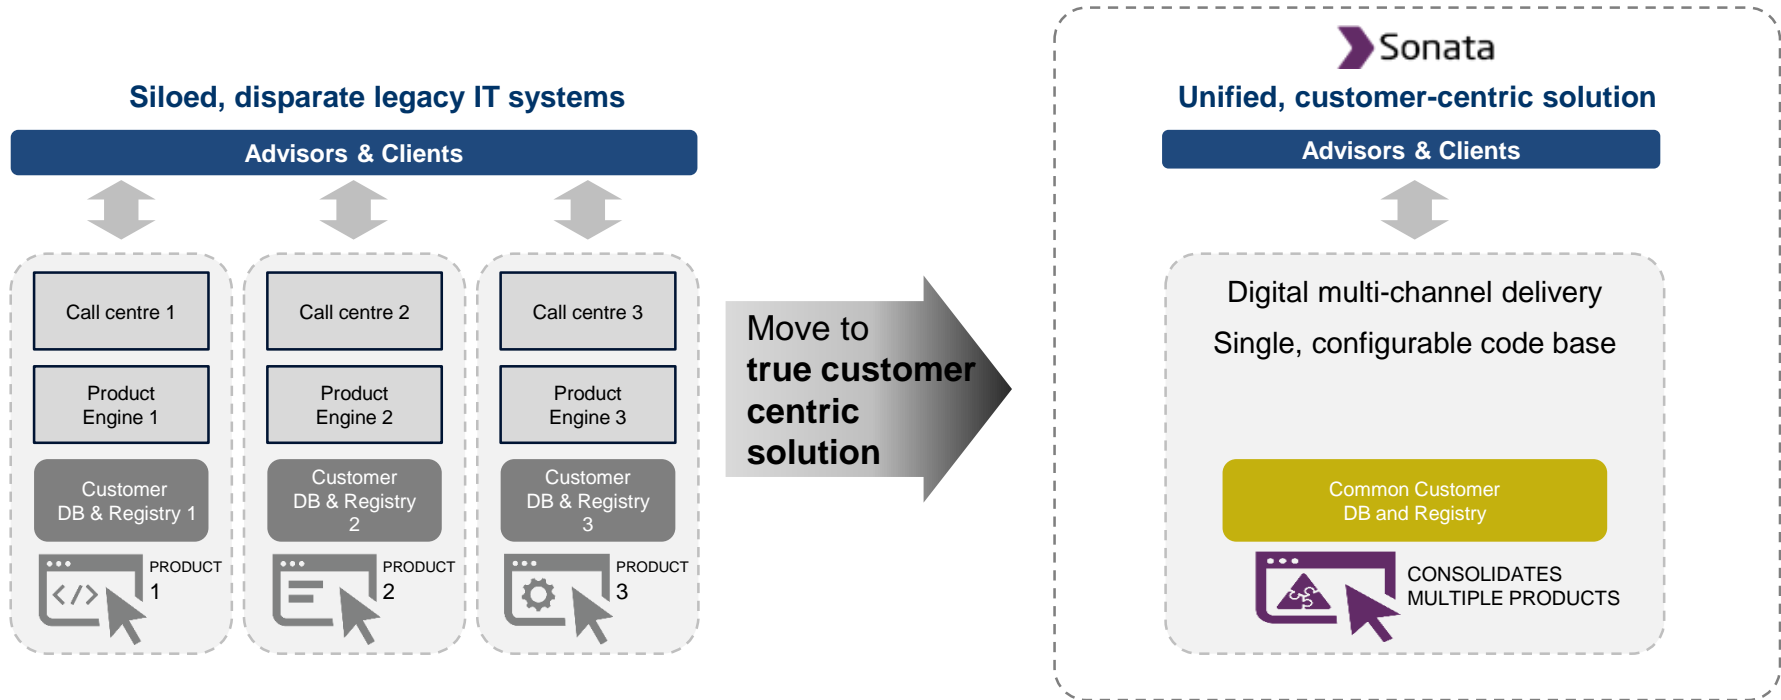 Siloed, disparate legacy IT systems
Advisors & Clients
Call centre 1
Product
Engine 1
Customer
DB & Registry 1
</>
PRODUCT
1
Call centre 2
Product
Engine 2
Customer
DB & Registry
2
PRODUCT
2
Call centre 3
Product
Engine 3
Customer
DB & Registry
3
PRODUCT
3
Move to
true customer
centric
solution
Sonata
Unified, customer-centric solution
Advisors & Clients
Digital multi-channel delivery
Single, configurable code base
Common Customer
DB and Registry
CONSOLIDATES
MULTIPLE PRODUCTS